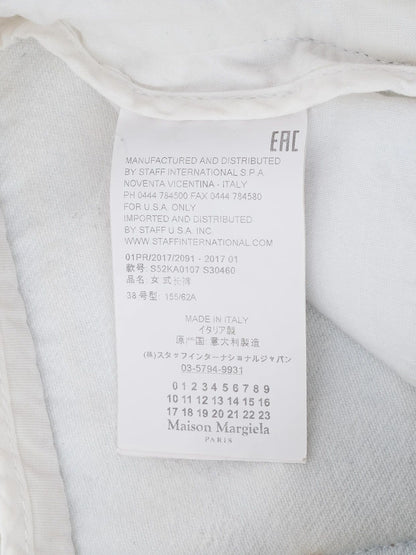 EAC
MANUFACTURED AND DISTRIBUTED
BY STAFF INTERNATIONAL S.P.A.
NOVENTA VICENTINA - ITALY
PH 0444 784500 FAX 0444 784580
FOR U.S.A. ONLY
IMPORTED AND DISTRIBUTED
BY STAFF U.S.A. INC.
WWW.STAFFINTERNATIONAL.COM
01PR/2017/2091 - 2017 01
款号: S52KA0107 S30460
品名: 女式长裤
38号型: 155/62A
MADE IN ITALY
イタリア製
原产国: 意大利製造
(株)スタッフインターナショナルジャパン
03-5794-9931
0 1 2 3 4 5 6 7 8 9
10 11 12 13 14 15 16
17 18 19 20 21 22 23
Maison Margiela
PARIS